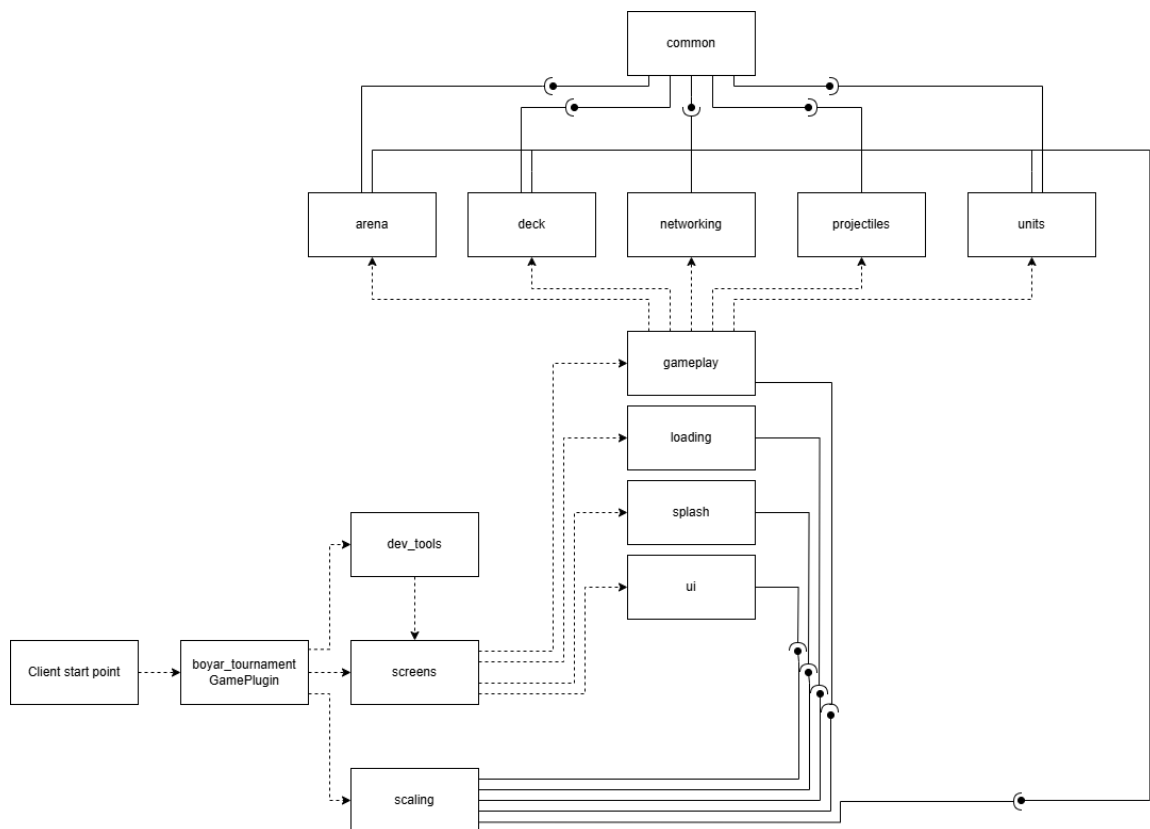 common
arena
deck
networking
projectiles
units
gameplay
loading
splash
dev_tools
ui
Client start point
boyar_tournament
GamePlugin
screens
scaling